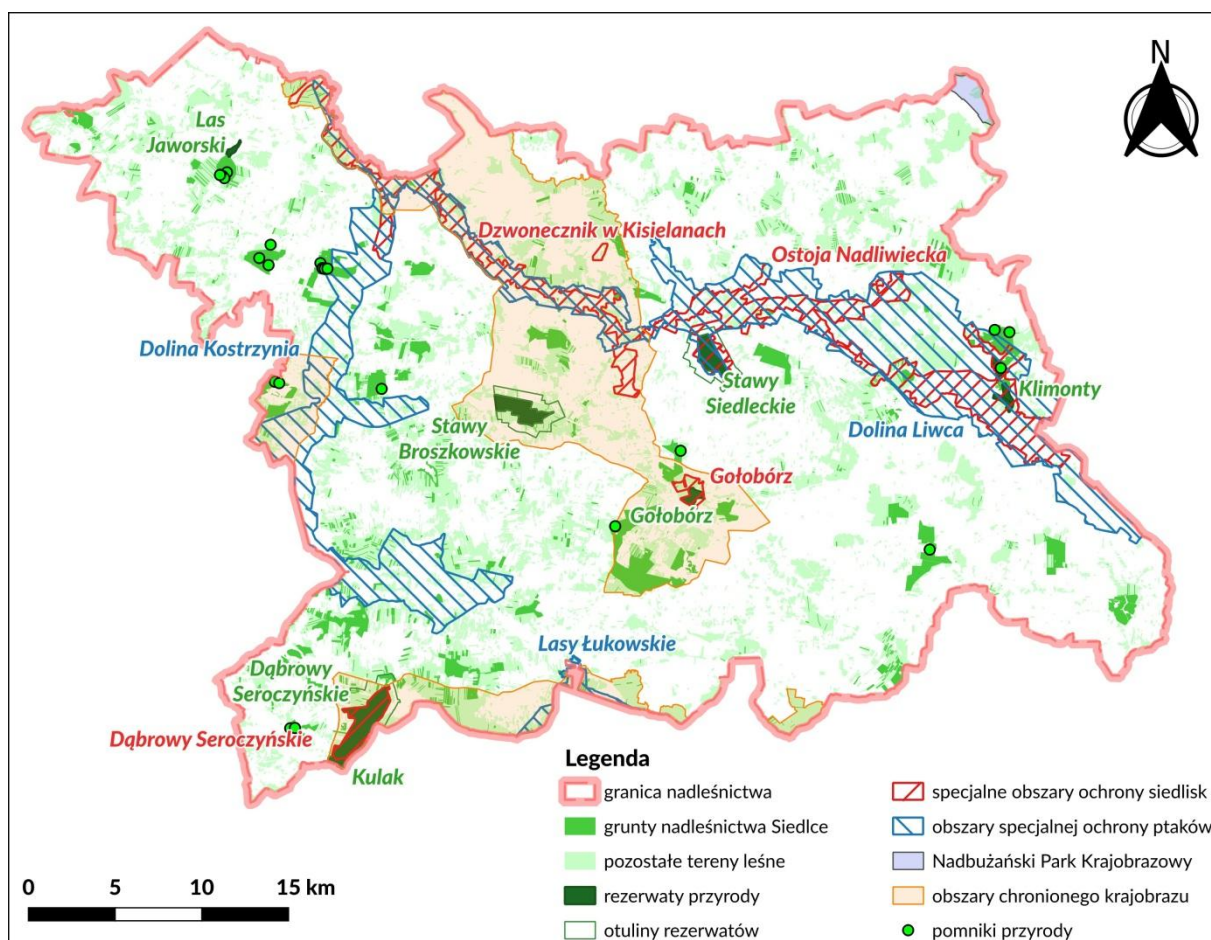 N
Las
Jaworski
Dzwonecznik w Kisielanach
Ostoja Nadliwiecka
Dolina Kostrzynia
Stawy
Siedleckie
Klimonty
Stawy
Broszkowskie
Dolina Liwca
Gołobórz
Gołobórz
Lasy Łukowskie
Dąbrowy
Seroczyńskie
Dąbrowy Seroczyńskie
Kulak
Legenda
granica nadleśnictwa
grunty nadleśnictwa Siedlce
pozostałe tereny leśne
rezerwaty przyrody
otuliny rezerwatów
specjalne obszary ochrony siedlisk
obszary specjalnej ochrony ptaków
Nadbużański Park Krajobrazowy
obszary chronionego krajobrazu
pomniki przyrody
0 5 10 15 km